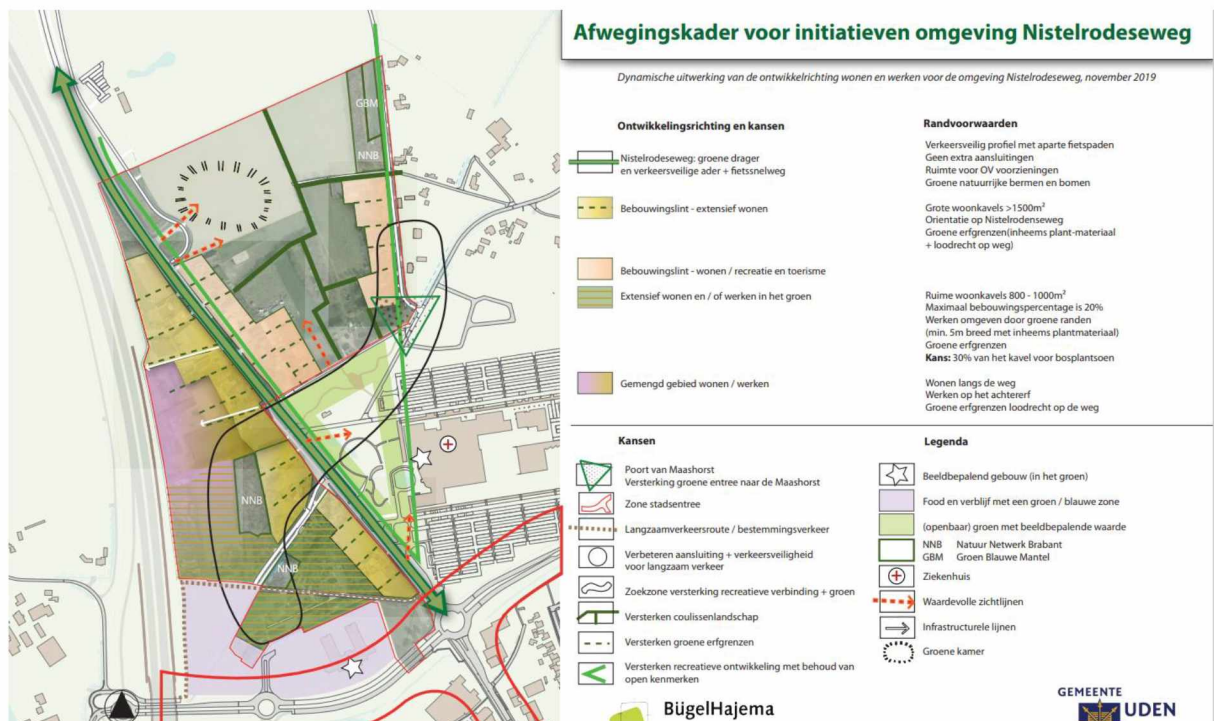 Afwegingskader voor initiatieven omgeving Nistelrodeseweg
Dynamische uitwerking van de ontwikkelrichting wonen en werken voor de omgeving Nistelrodeseweg, november 2019
Ontwikkelingsrichting en kansen
Randvoorwaarden
Nistelrodeseweg: groene drager
en verkeersveilige ader + fietssnelweg
Verkeersveilig profiel met aparte fietspaden
Geen extra aansluitingen
Ruimte voor OV voorzieningen
Groene natuurrijke bermen en bomen
Bebouwingslint - extensief wonen
Grote woonkavels >1500m²
Orientatie op Nistelrodenseweg
Groene erfgrenzen(inheems plant-materiaal
+ loodrecht op weg)
Bebouwingslint - wonen / recreatie en toerisme
Extensief wonen en / of werken in het groen
Ruime woonkavels 800 - 1000m²
Maximaal bebouwingspercentage is 20%
Werken omgeven door groene randen
(min. 5m breed met inheems plantmateriaal)
Groene erfgrenzen
Kans: 30% van het kavel voor bosplantsoen
Gemengd gebied wonen / werken
Wonen langs de weg
Werken op het achtererf
Groene erfgrenzen loodrecht op de weg
Kansen
Poort van Maashorst
Versterking groene entree naar de Maashorst
Zone stadsentree
Langzaamverkeersroute / bestemmingsverkeer
Verbeteren aansluiting + verkeersveiligheid
voor langzaam verkeer
Zoekzone versterking recreatieve verbinding + groen
Versterken coulissenlandschap
Versterken groene erfgrenzen
Versterken recreatieve ontwikkeling met behoud van
open kenmerken
Legenda
Beeldbepalend gebouw (in het groen)
Food en verblijf met een groen / blauwe zone
(openbaar) groen met beeldbepalende waarde
NNB Natuur Netwerk Brabant
GBM Groen Blauwe Mantel
Ziekenhuis
Waardevolle zichtlijnen
Infrastructurele lijnen
Groene kamer
BügelHajema
GEMEENTE
UDEN
GBM
NNB
NNB
NNB